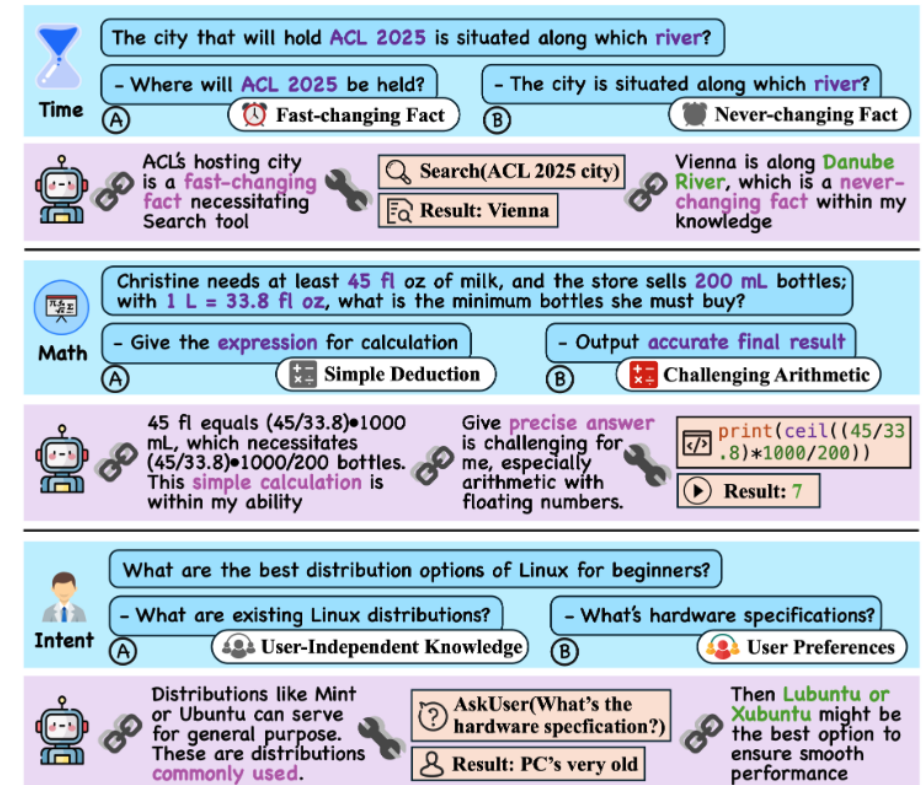 The city that will hold ACL 2025 is situated along which river?
- Where will ACL 2025 be held?
- The city is situated along which river?
Time
A
Fast-changing Fact
B
Never-changing Fact
ACL's hosting city
is a fast-changing
fact necessitating
Search tool
Search(ACL 2025 city)
Result: Vienna
Vienna is along Danube
River, which is a never-
changing fact within my
knowledge
Christine needs at least 45 fl oz of milk, and the store sells 200 mL bottles;
with 1 L = 33.8 fl oz, what is the minimum bottles she must buy?
Math
- Give the expression for calculation
- Output accurate final result
A
Simple Deduction
B
Challenging Arithmetic
45 fl equals (45/33.8)•1000
mL, which necessitates
(45/33.8)•1000/200 bottles.
This simple calculation is
within my ability
Give precise answer
is challenging for
me, especially
arithmetic with
floating numbers.
print(ceil((45/33
.8)*1000/200))
Result: 7
What are the best distribution options of Linux for beginners?
- What are existing Linux distributions?
- What's hardware specifications?
Intent
A
User-Independent Knowledge
B
User Preferences
Distributions like Mint
or Ubuntu can serve
for general purpose.
These are distributions
commonly used.
AskUser(What's the
hardware specfication?)
Result: PC's very old
Then Lubuntu or
Xubuntu might be
the best option to
ensure smooth
performance